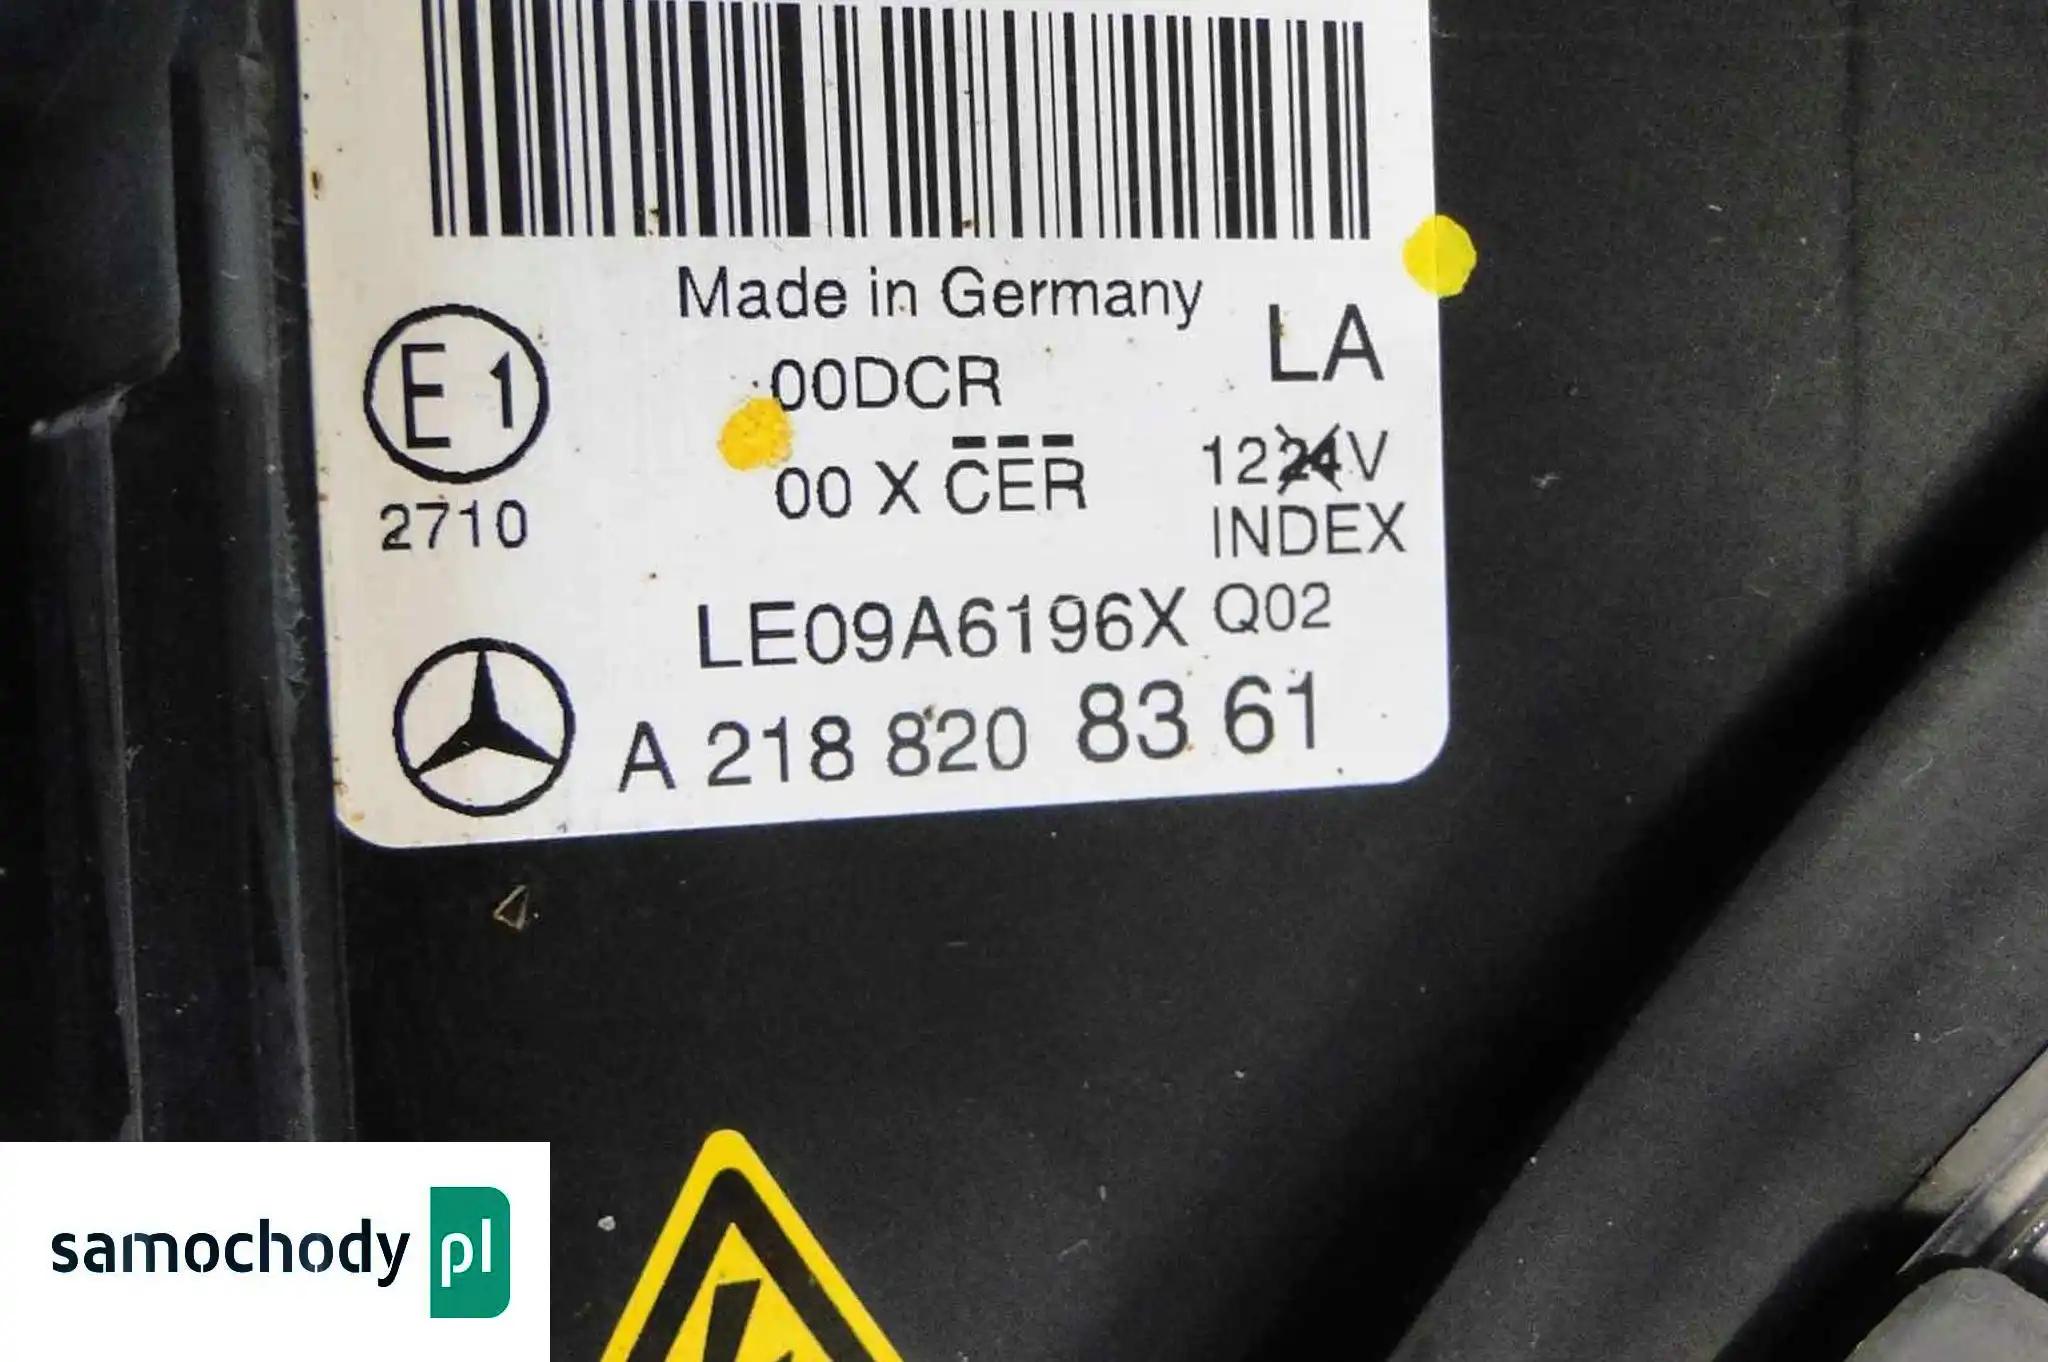 Made in Germany
LA
E1
00DCR
00 X CER
1224V
2710
INDEX
LE09A6196X Q02
A 218 820 83 61
samochody pl